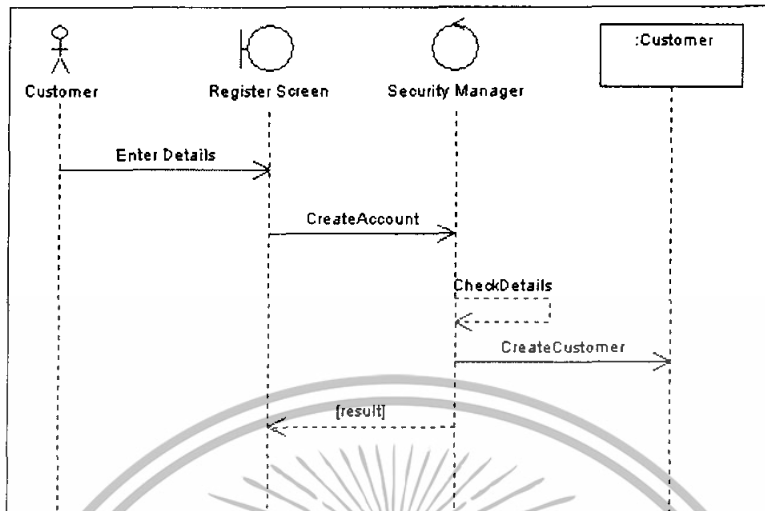 :Customer
Customer
Register Screen
Security Manager
Enter Details
CreateAccount
CheckDetails
CreateCustomer
[result]